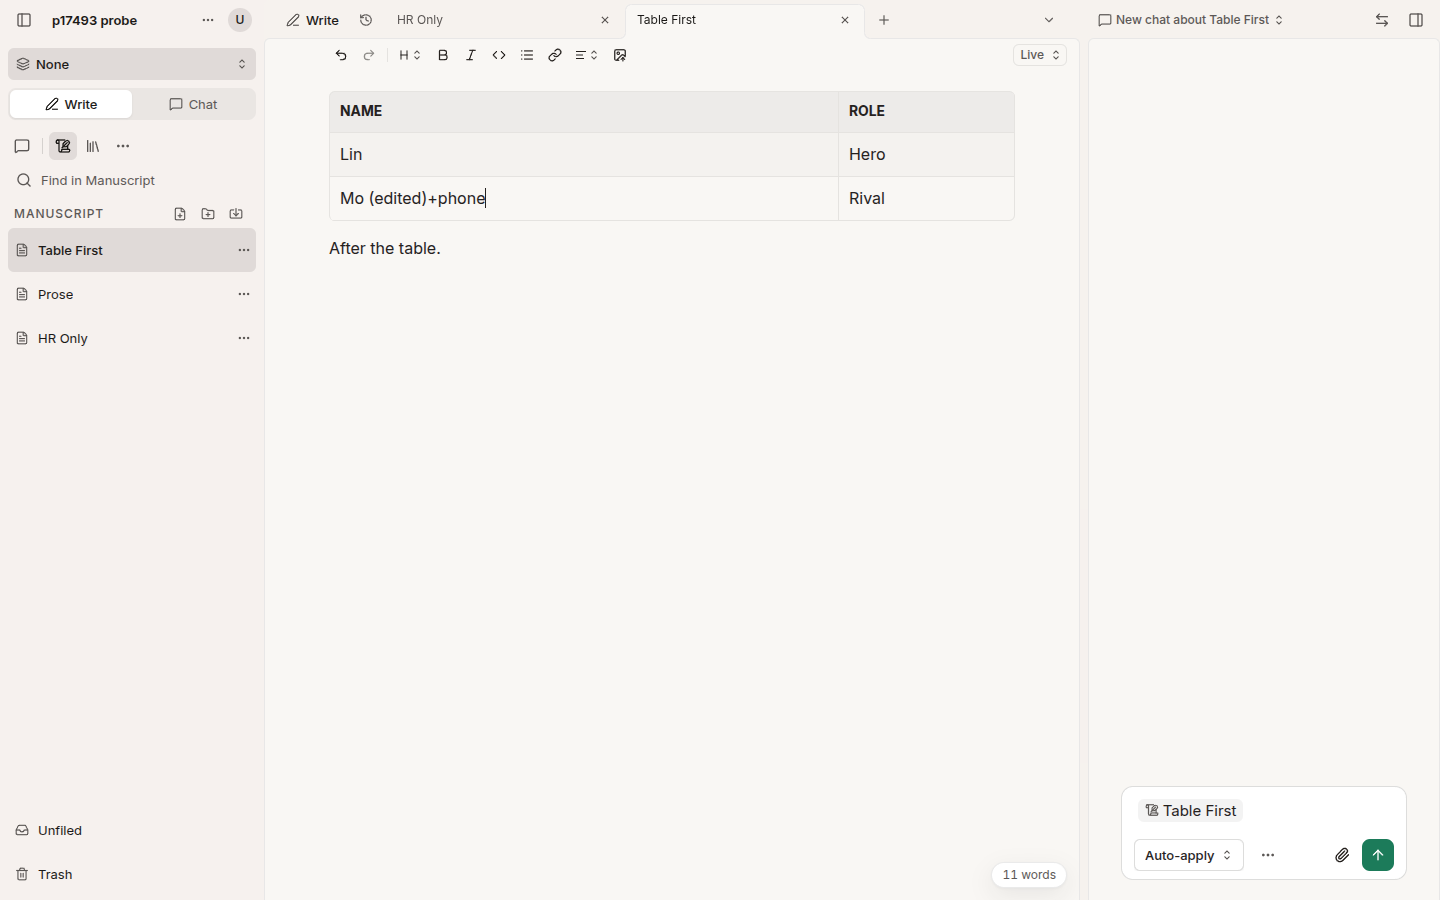 p17493 probe
U
None
Write
Chat
Find in Manuscript
MANUSCRIPT
Table First
Prose
HR Only
Unfiled
Trash
Write
HR Only
Table First
H
B
I
Live
NAME ROLE
Lin Hero
Mo (edited)+phone Rival
After the table.
11 words
New chat about Table First
Table First
Auto-apply